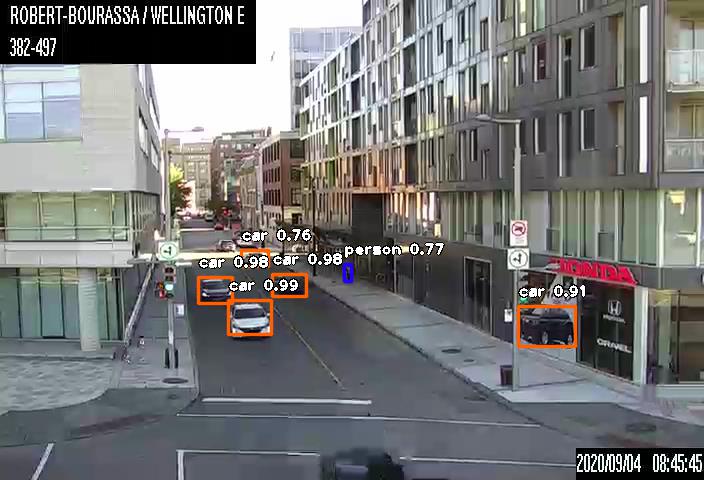 ROBERT-BOURASSA / WELLINGTON E
382-497
car 0.76
car 0.98
car 0.98
person 0.77
car 0.99
car 0.91
HONDA
HONDA
2020/09/04 08:45:45